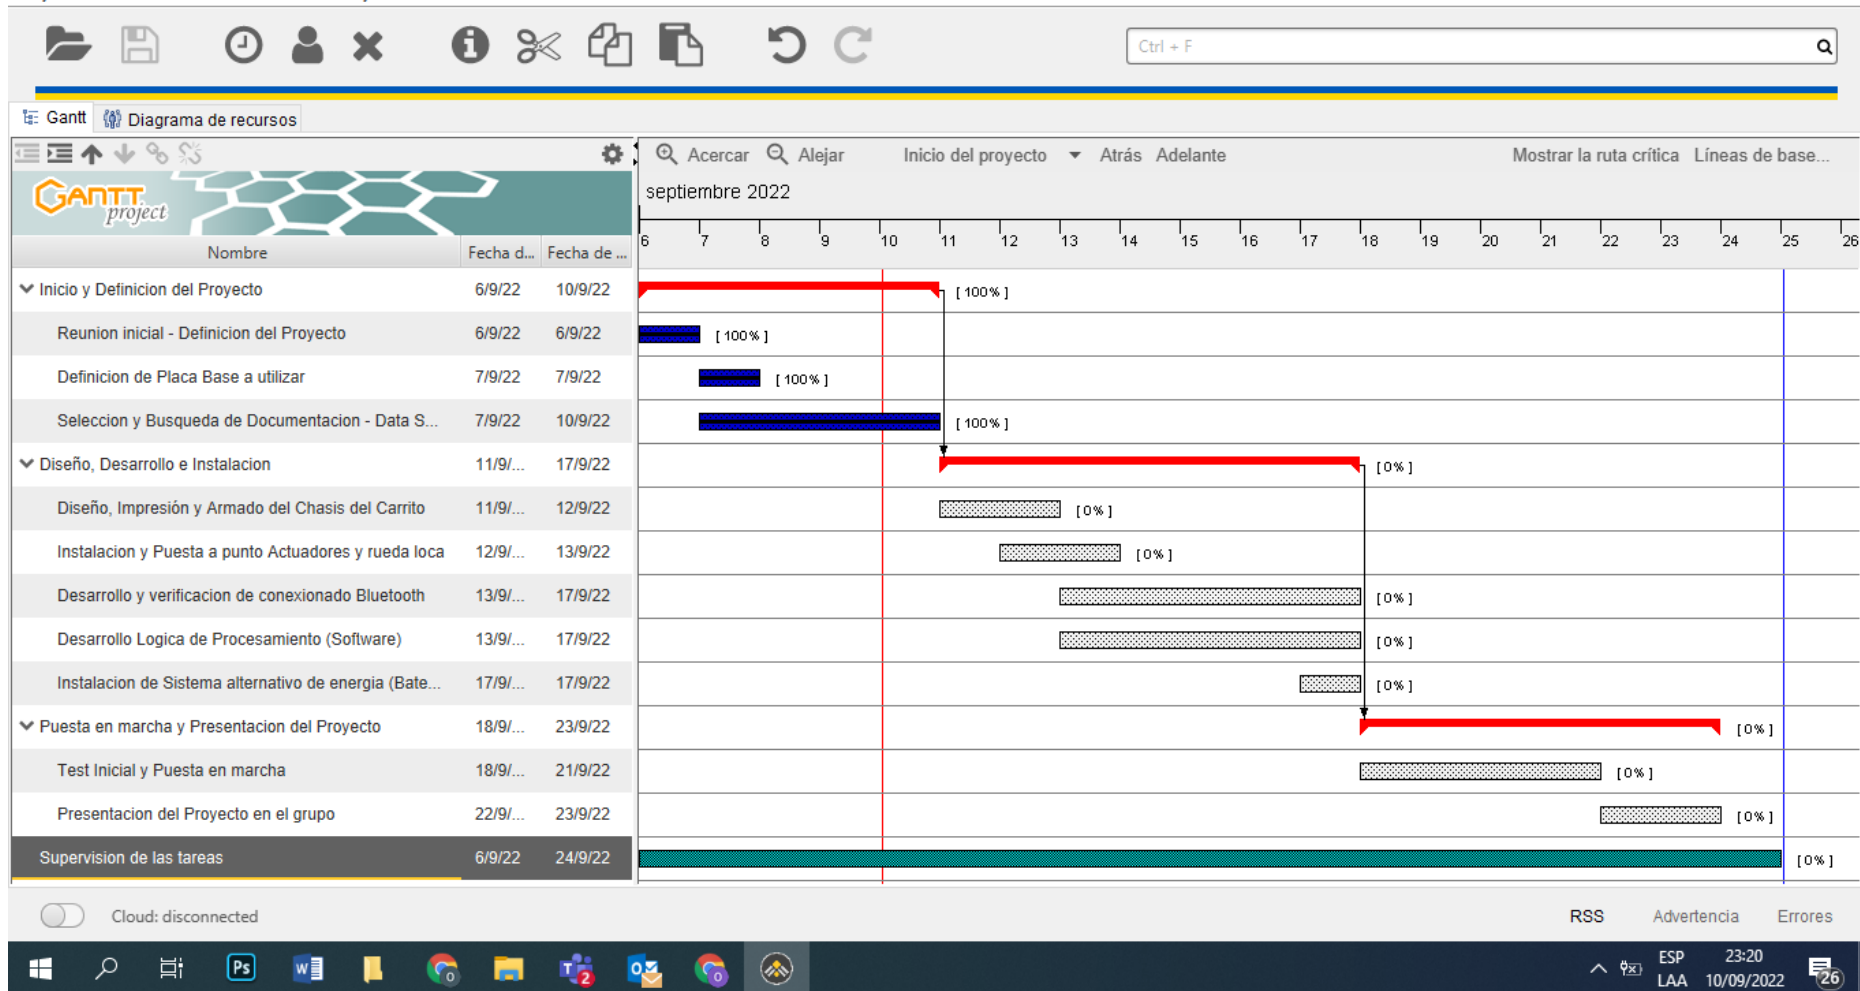 Ctrl + F
Gantt Diagrama de recursos
Acercar Alejar Inicio del proyecto Atrás Adelante Mostrar la ruta crítica Líneas de base...
GANTT
project
septiembre 2022
6 7 8 9 10 11 12 13 14 15 16 17 18 19 20 21 22 23 24 25 26
Nombre Fecha d... Fecha de ...
Inicio y Definicion del Proyecto 6/9/22 10/9/22 [ 100% ]
Reunion inicial - Definicion del Proyecto 6/9/22 6/9/22 [ 100% ]
Definicion de Placa Base a utilizar 7/9/22 7/9/22 [ 100% ]
Seleccion y Busqueda de Documentacion - Data S... 7/9/22 10/9/22 [ 100% ]
Diseño, Desarrollo e Instalacion 11/9/... 17/9/22 [ 0% ]
Diseño, Impresión y Armado del Chasis del Carrito 11/9/... 12/9/22 [ 0% ]
Instalacion y Puesta a punto Actuadores y rueda loca 12/9/... 13/9/22 [ 0% ]
Desarrollo y verificacion de conexionado Bluetooth 13/9/... 17/9/22 [ 0% ]
Desarrollo Logica de Procesamiento (Software) 13/9/... 17/9/22 [ 0% ]
Instalacion de Sistema alternativo de energia (Bate... 17/9/... 17/9/22 [ 0% ]
Puesta en marcha y Presentacion del Proyecto 18/9/... 23/9/22 [ 0% ]
Test Inicial y Puesta en marcha 18/9/... 21/9/22 [ 0% ]
Presentacion del Proyecto en el grupo 22/9/... 23/9/22 [ 0% ]
Supervision de las tareas 6/9/22 24/9/22 [ 0% ]
Cloud: disconnected RSS Advertencia Errores
Ps W T 2 O ESP 23:20
LAA 10/09/2022 26